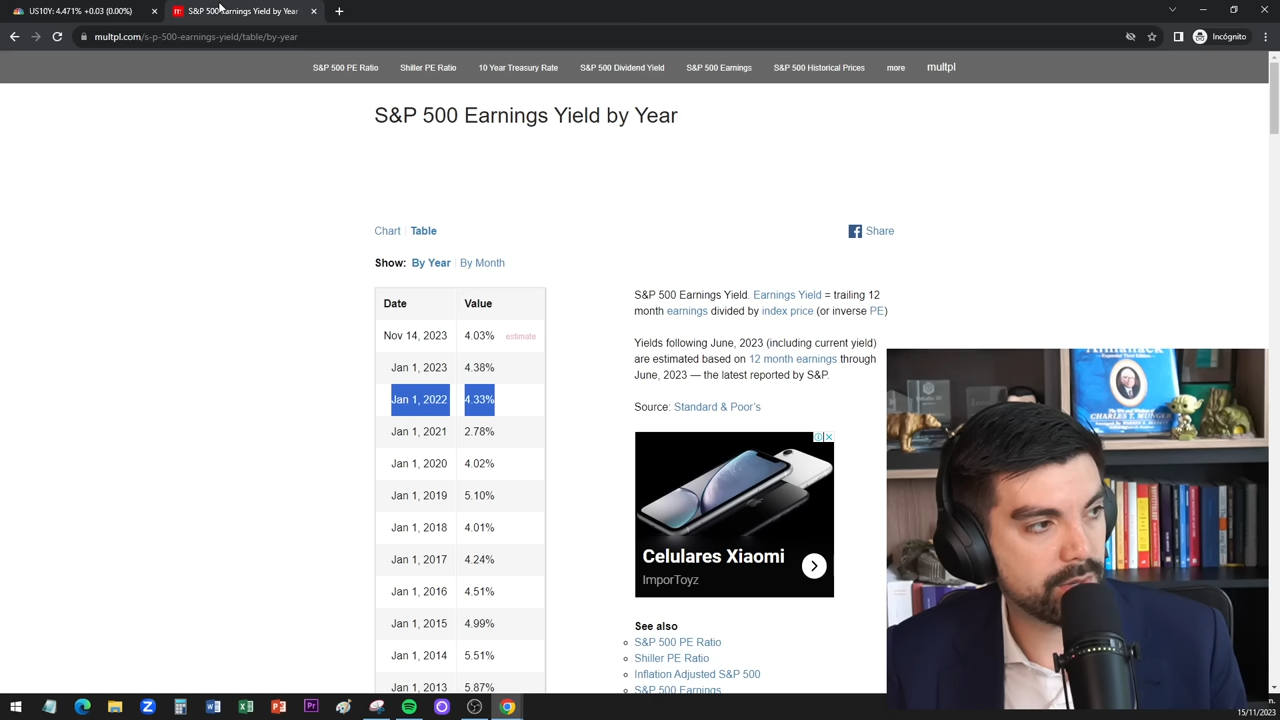 US10Y: 4.471% +0.03 (0.00%)
S&P 500 Earnings Yield by Year
multpl.com/s-p-500-earnings-yield/table/by-year
Incógnito
S&P 500 PE Ratio
Shiller PE Ratio
10 Year Treasury Rate
S&P 500 Dividend Yield
S&P 500 Earnings
S&P 500 Historical Prices
more
multpl
S&P 500 Earnings Yield by Year
Chart
Table
Share
Show: By Year By Month
Date Value
Nov 14, 2023 4.03% estimate
Jan 1, 2023 4.38%
Jan 1, 2022 4.33%
Jan 1, 2021 2.78%
Jan 1, 2020 4.02%
Jan 1, 2019 5.10%
Jan 1, 2018 4.01%
Jan 1, 2017 4.24%
Jan 1, 2016 4.51%
Jan 1, 2015 4.99%
Jan 1, 2014 5.51%
Jan 1, 2013 5.87%
S&P 500 Earnings Yield. Earnings Yield = trailing 12
month earnings divided by index price (or inverse PE)
Yields following June, 2023 (including current yield)
are estimated based on 12 month earnings through
June, 2023 — the latest reported by S&P.
Source: Standard & Poor's
Celulares Xiaomi
ImporToyz
See also
S&P 500 PE Ratio
Shiller PE Ratio
Inflation Adjusted S&P 500
S&P 500 Earnings
Almanack
CHARLES T. MUNGER
15/11/2023